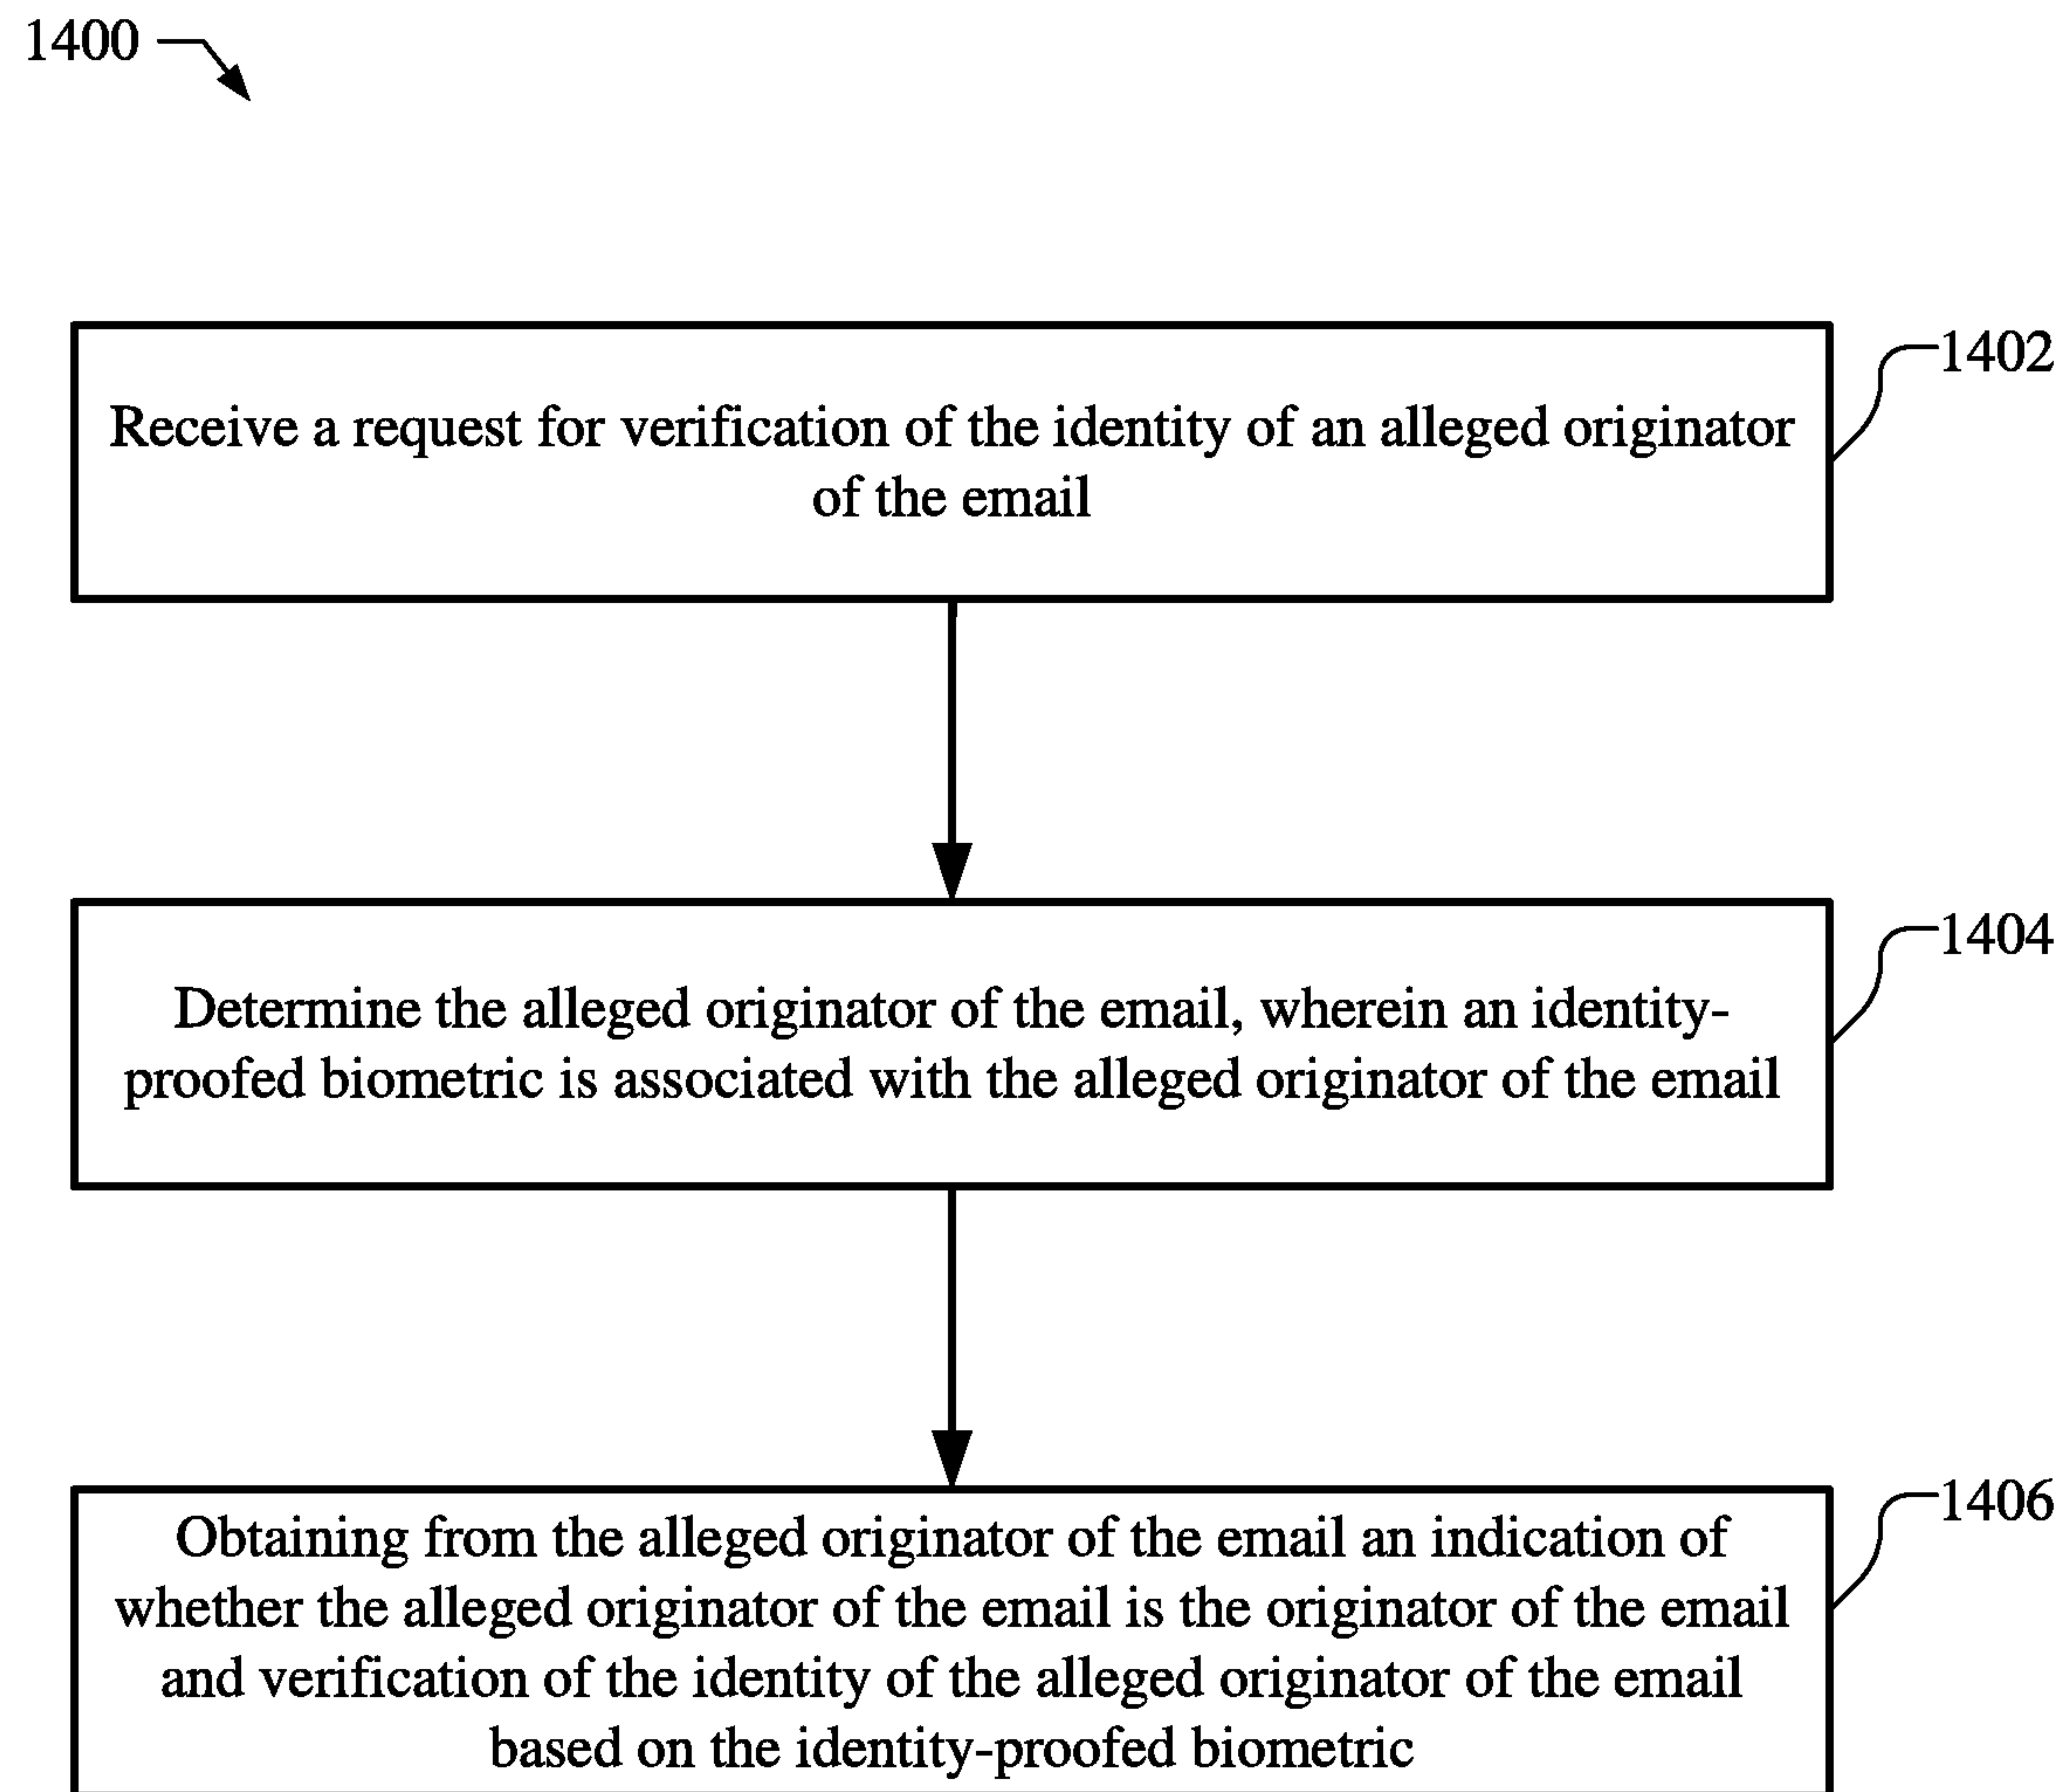 1400
1402
Receive a request for verification of the identity of an alleged originator
of the email
1404
Determine the alleged originator of the email, wherein an identity-
proofed biometric is associated with the alleged originator of the email
1406
Obtaining from the alleged originator of the email an indication of
whether the alleged originator of the email is the originator of the email
and verification of the identity of the alleged originator of the email
based on the identity-proofed biometric